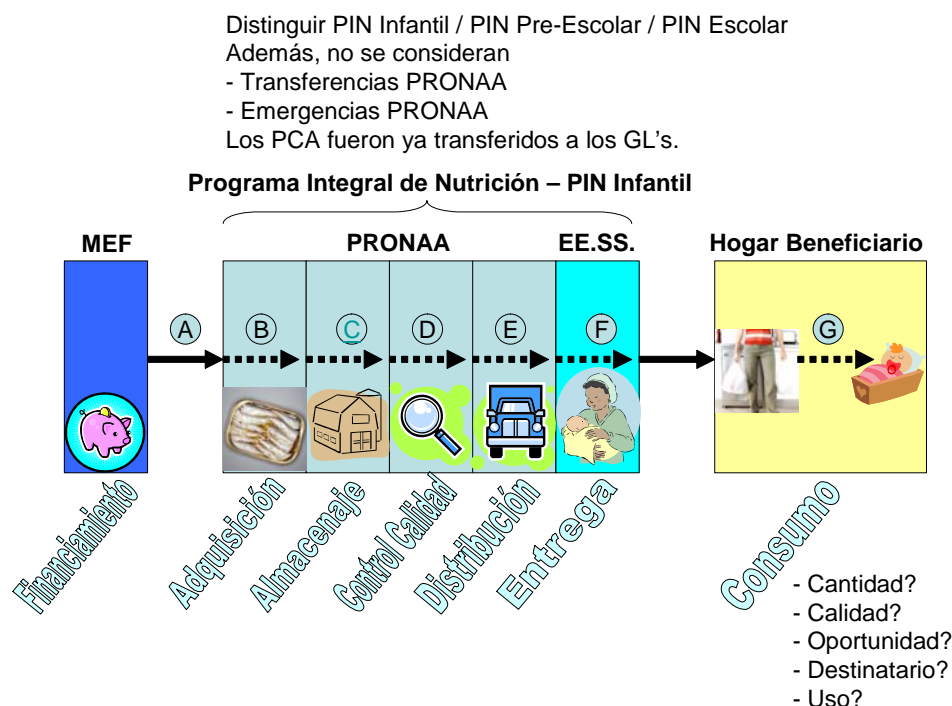 Distinguir PIN Infantil / PIN Pre-Escolar / PIN Escolar
Además, no se consideran
- Transferencias PRONAA
- Emergencias PRONAA
Los PCA fueron ya transferidos a los GL's.
Programa Integral de Nutrición – PIN Infantil
MEF
PRONAA
EE.SS.
Hogar Beneficiario
A
B
C
D
E
F
G
Financiamiento
Adquisición
Almacenaje
Control Calidad
Distribución
Entrega
Consumo
- Cantidad?
- Calidad?
- Oportunidad?
- Destinatario?
- Uso?